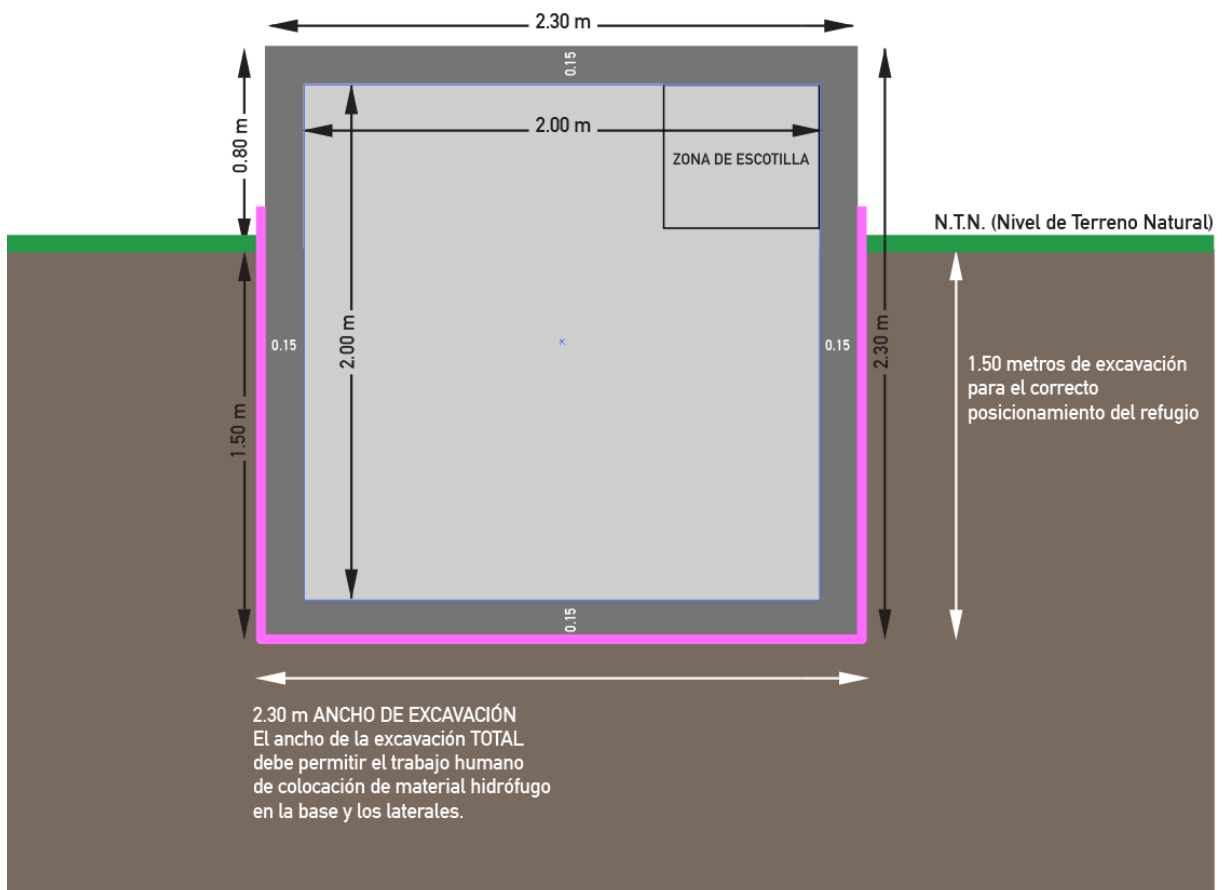 2.30 m
0.15
0.80 m
2.00 m
ZONA DE ESCOTILLA
N.T.N. (Nivel de Terreno Natural)
0.15
2.00 m
0.15
2.30 m
1.50 m
1.50 metros de excavación
para el correcto
posicionamiento del refugio
0.15
2.30 m ANCHO DE EXCAVACIÓN
El ancho de la excavación TOTAL
debe permitir el trabajo humano
de colocación de material hidrófugo
en la base y los laterales.